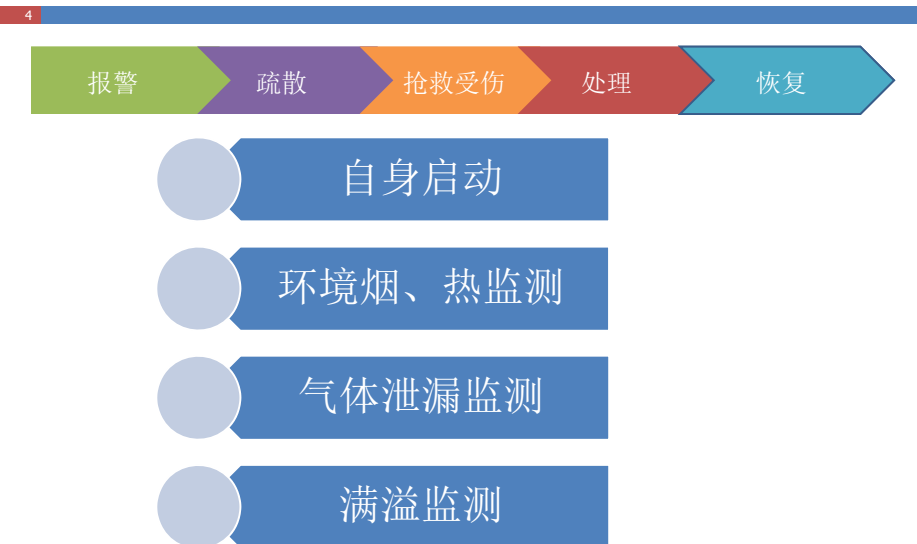 4
报警
疏散
抢救受伤
处理
恢复
自身启动
环境烟、热监测
气体泄漏监测
满溢监测